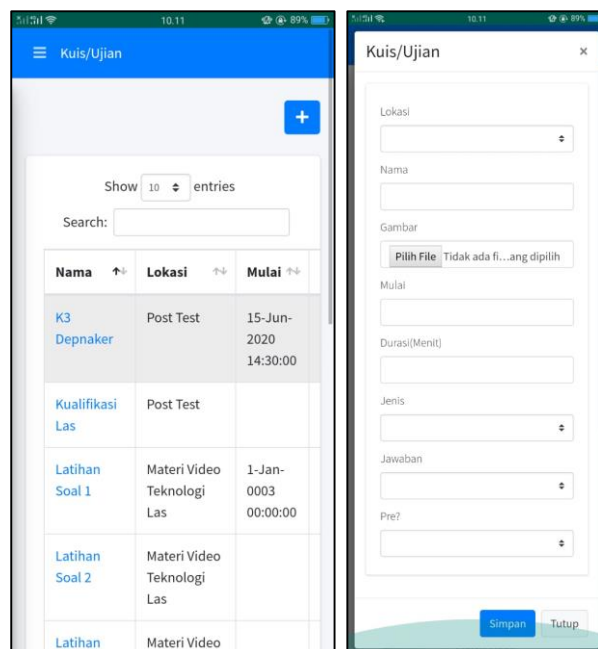 10.11
89%
Kuis/Ujian
+
Show 10 entries
Search:
Nama Lokasi Mulai
K3 Depnaker Post Test 15-Jun-2020 14:30:00
Kualifikasi Las Post Test
Latihan Soal 1 Materi Video Teknologi Las 1-Jan-0003 00:00:00
Latihan Soal 2 Materi Video Teknologi Las
Latihan Materi Video
10.11
89%
Kuis/Ujian ×
Lokasi
Nama
Gambar
Pilih File Tidak ada fi...ang dipilih
Mulai
Durasi(Menit)
Jenis
Jawaban
Pre?
Simpan Tutup